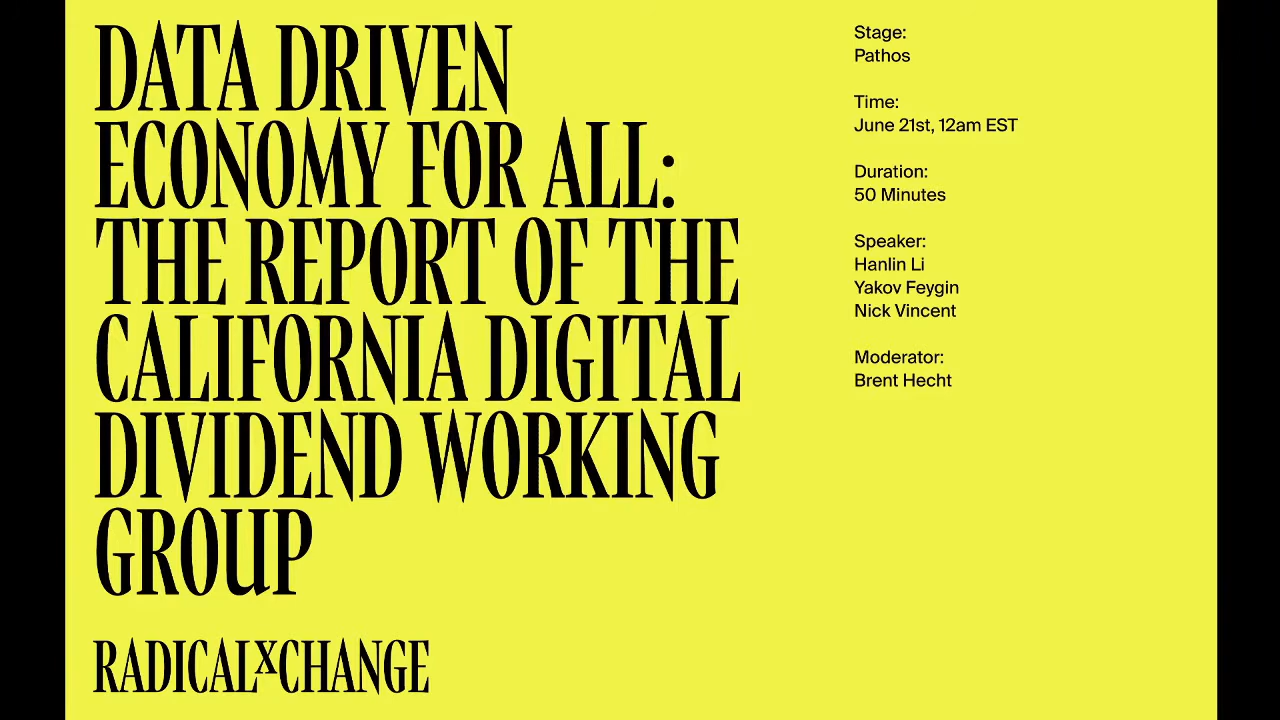 DATA DRIVEN
ECONOMY FOR ALL:
THE REPORT OF THE
CALIFORNIA DIGITAL
DIVIDEND WORKING
GROUP
RADICALXCHANGE
Stage:
Pathos
Time:
June 21st, 12am EST
Duration:
50 Minutes
Speaker:
Hanlin Li
Yakov Feygin
Nick Vincent
Moderator:
Brent Hecht